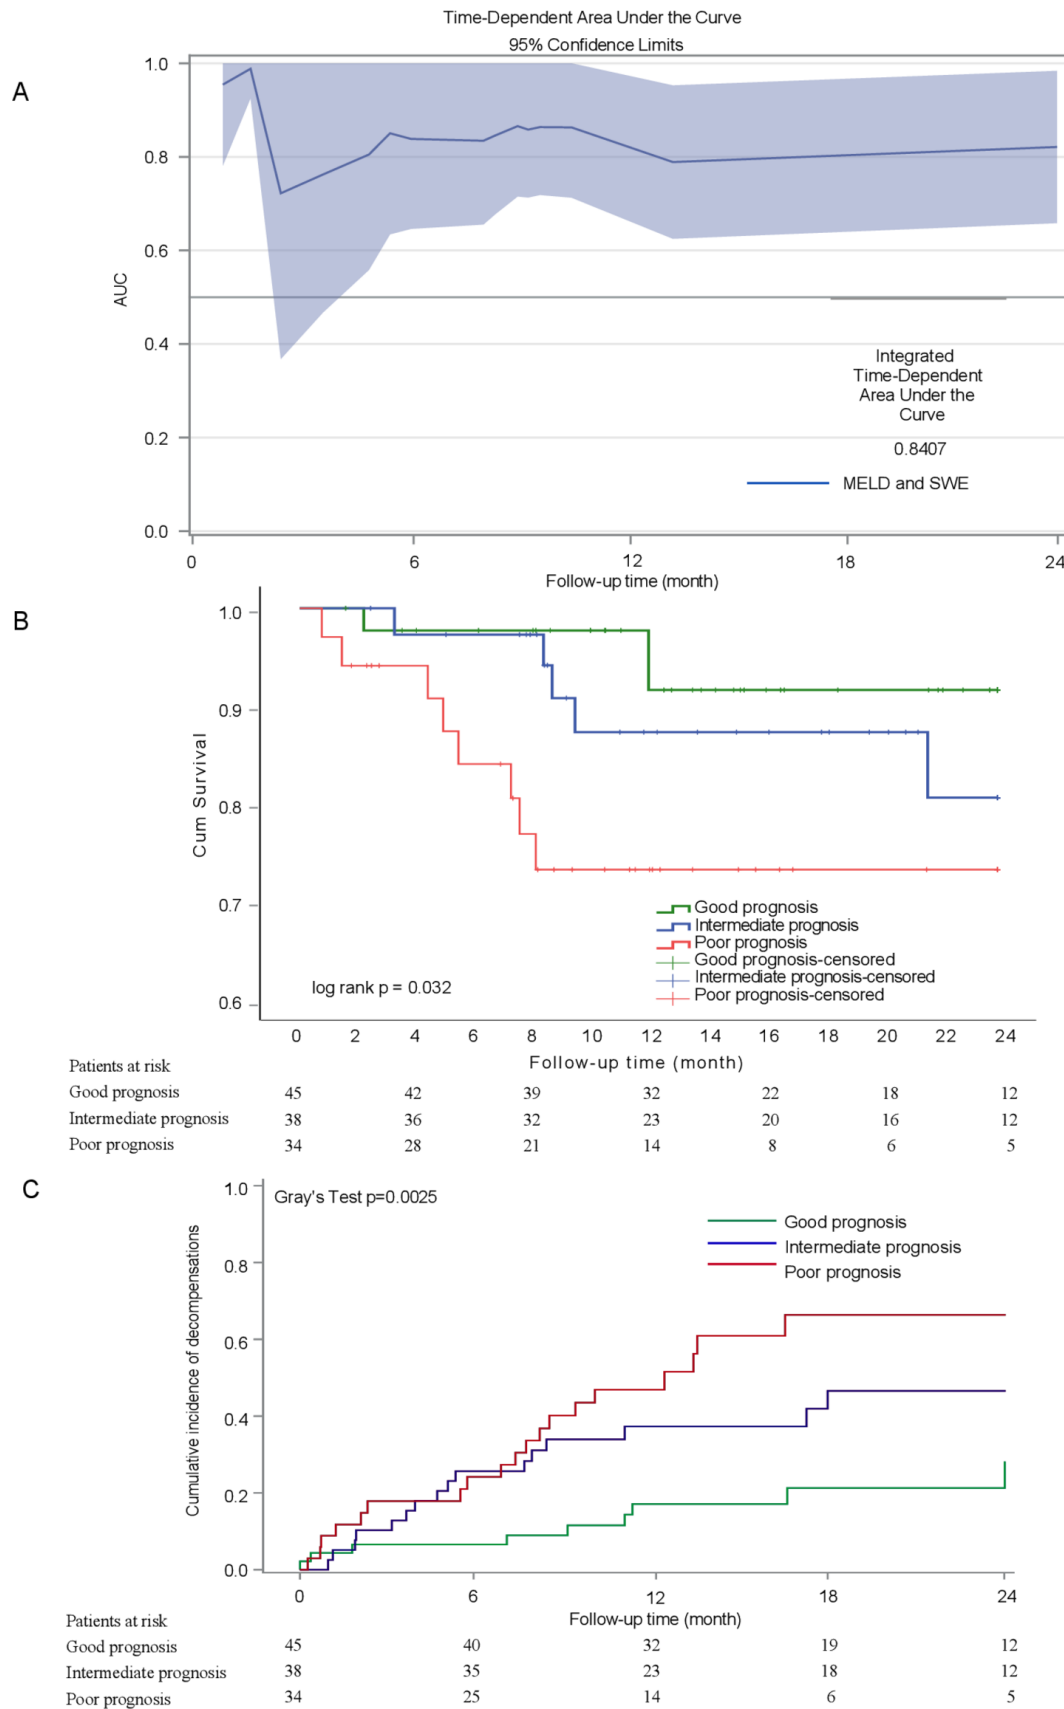 Time-Dependent Area Under the Curve
95% Confidence Limits
A
1.0
0.8
0.6
0.4
0.2
0.0
AUC
Integrated
Time-Dependent
Area Under the
Curve
0.8407
MELD and SWE
0 6 12 18 24
Follow-up time (month)
B
1.0
0.9
0.8
0.7
0.6
Cum Survival
Good prognosis
Intermediate prognosis
Poor prognosis
Good prognosis-censored
Intermediate prognosis-censored
Poor prognosis-censored
log rank p = 0.032
0 2 4 6 8 10 12 14 16 18 20 22 24
Follow-up time (month)
Patients at risk
Good prognosis 45 42 39 32 22 18 12
Intermediate prognosis 38 36 32 23 20 16 12
Poor prognosis 34 28 21 14 8 6 5
C
1.0
0.8
0.6
0.4
0.2
0.0
Cumulative incidence of decompensations
Gray's Test p=0.0025
Good prognosis
Intermediate prognosis
Poor prognosis
0 6 12 18 24
Follow-up time (month)
Patients at risk
Good prognosis 45 40 32 19 12
Intermediate prognosis 38 35 23 18 12
Poor prognosis 34 25 14 6 5